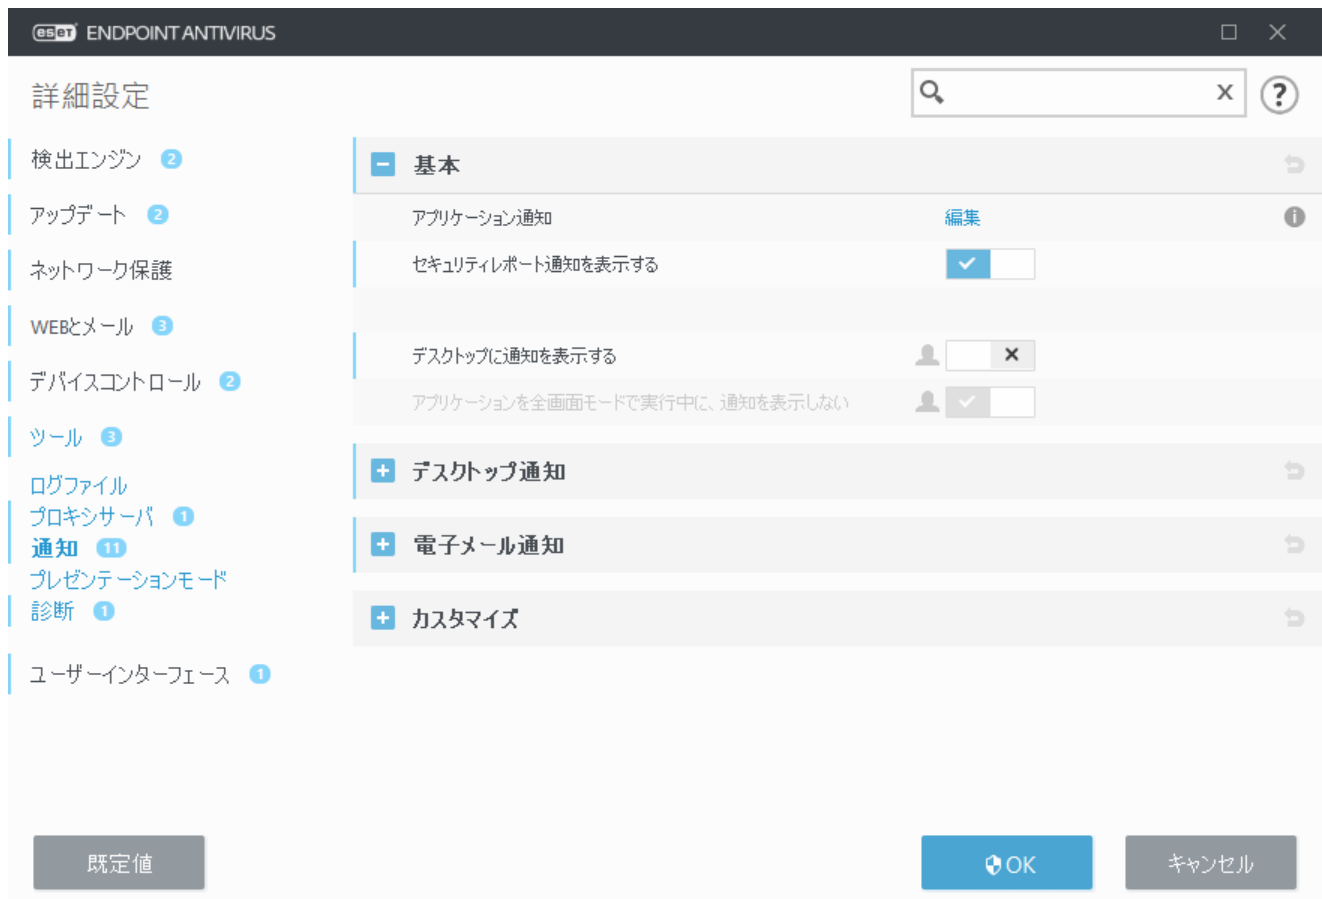 eset ENDPOINT ANTIVIRUS
詳細設定
検出エンジン 2
アップデート 2
ネットワーク保護
WEBとメール 3
デバイスコントロール 2
ツール 3
ログファイル
プロキシサーバ 1
通知 11
プレゼンテーションモード
診断 1
ユーザーインターフェース 1
基本
アプリケーション通知 編集
セキュリティレポート通知を表示する
デスクトップに通知を表示する
アプリケーションを全画面モードで実行中に、通知を表示しない
デスクトップ通知
電子メール通知
カスタマイズ
既定値
OK
キャンセル